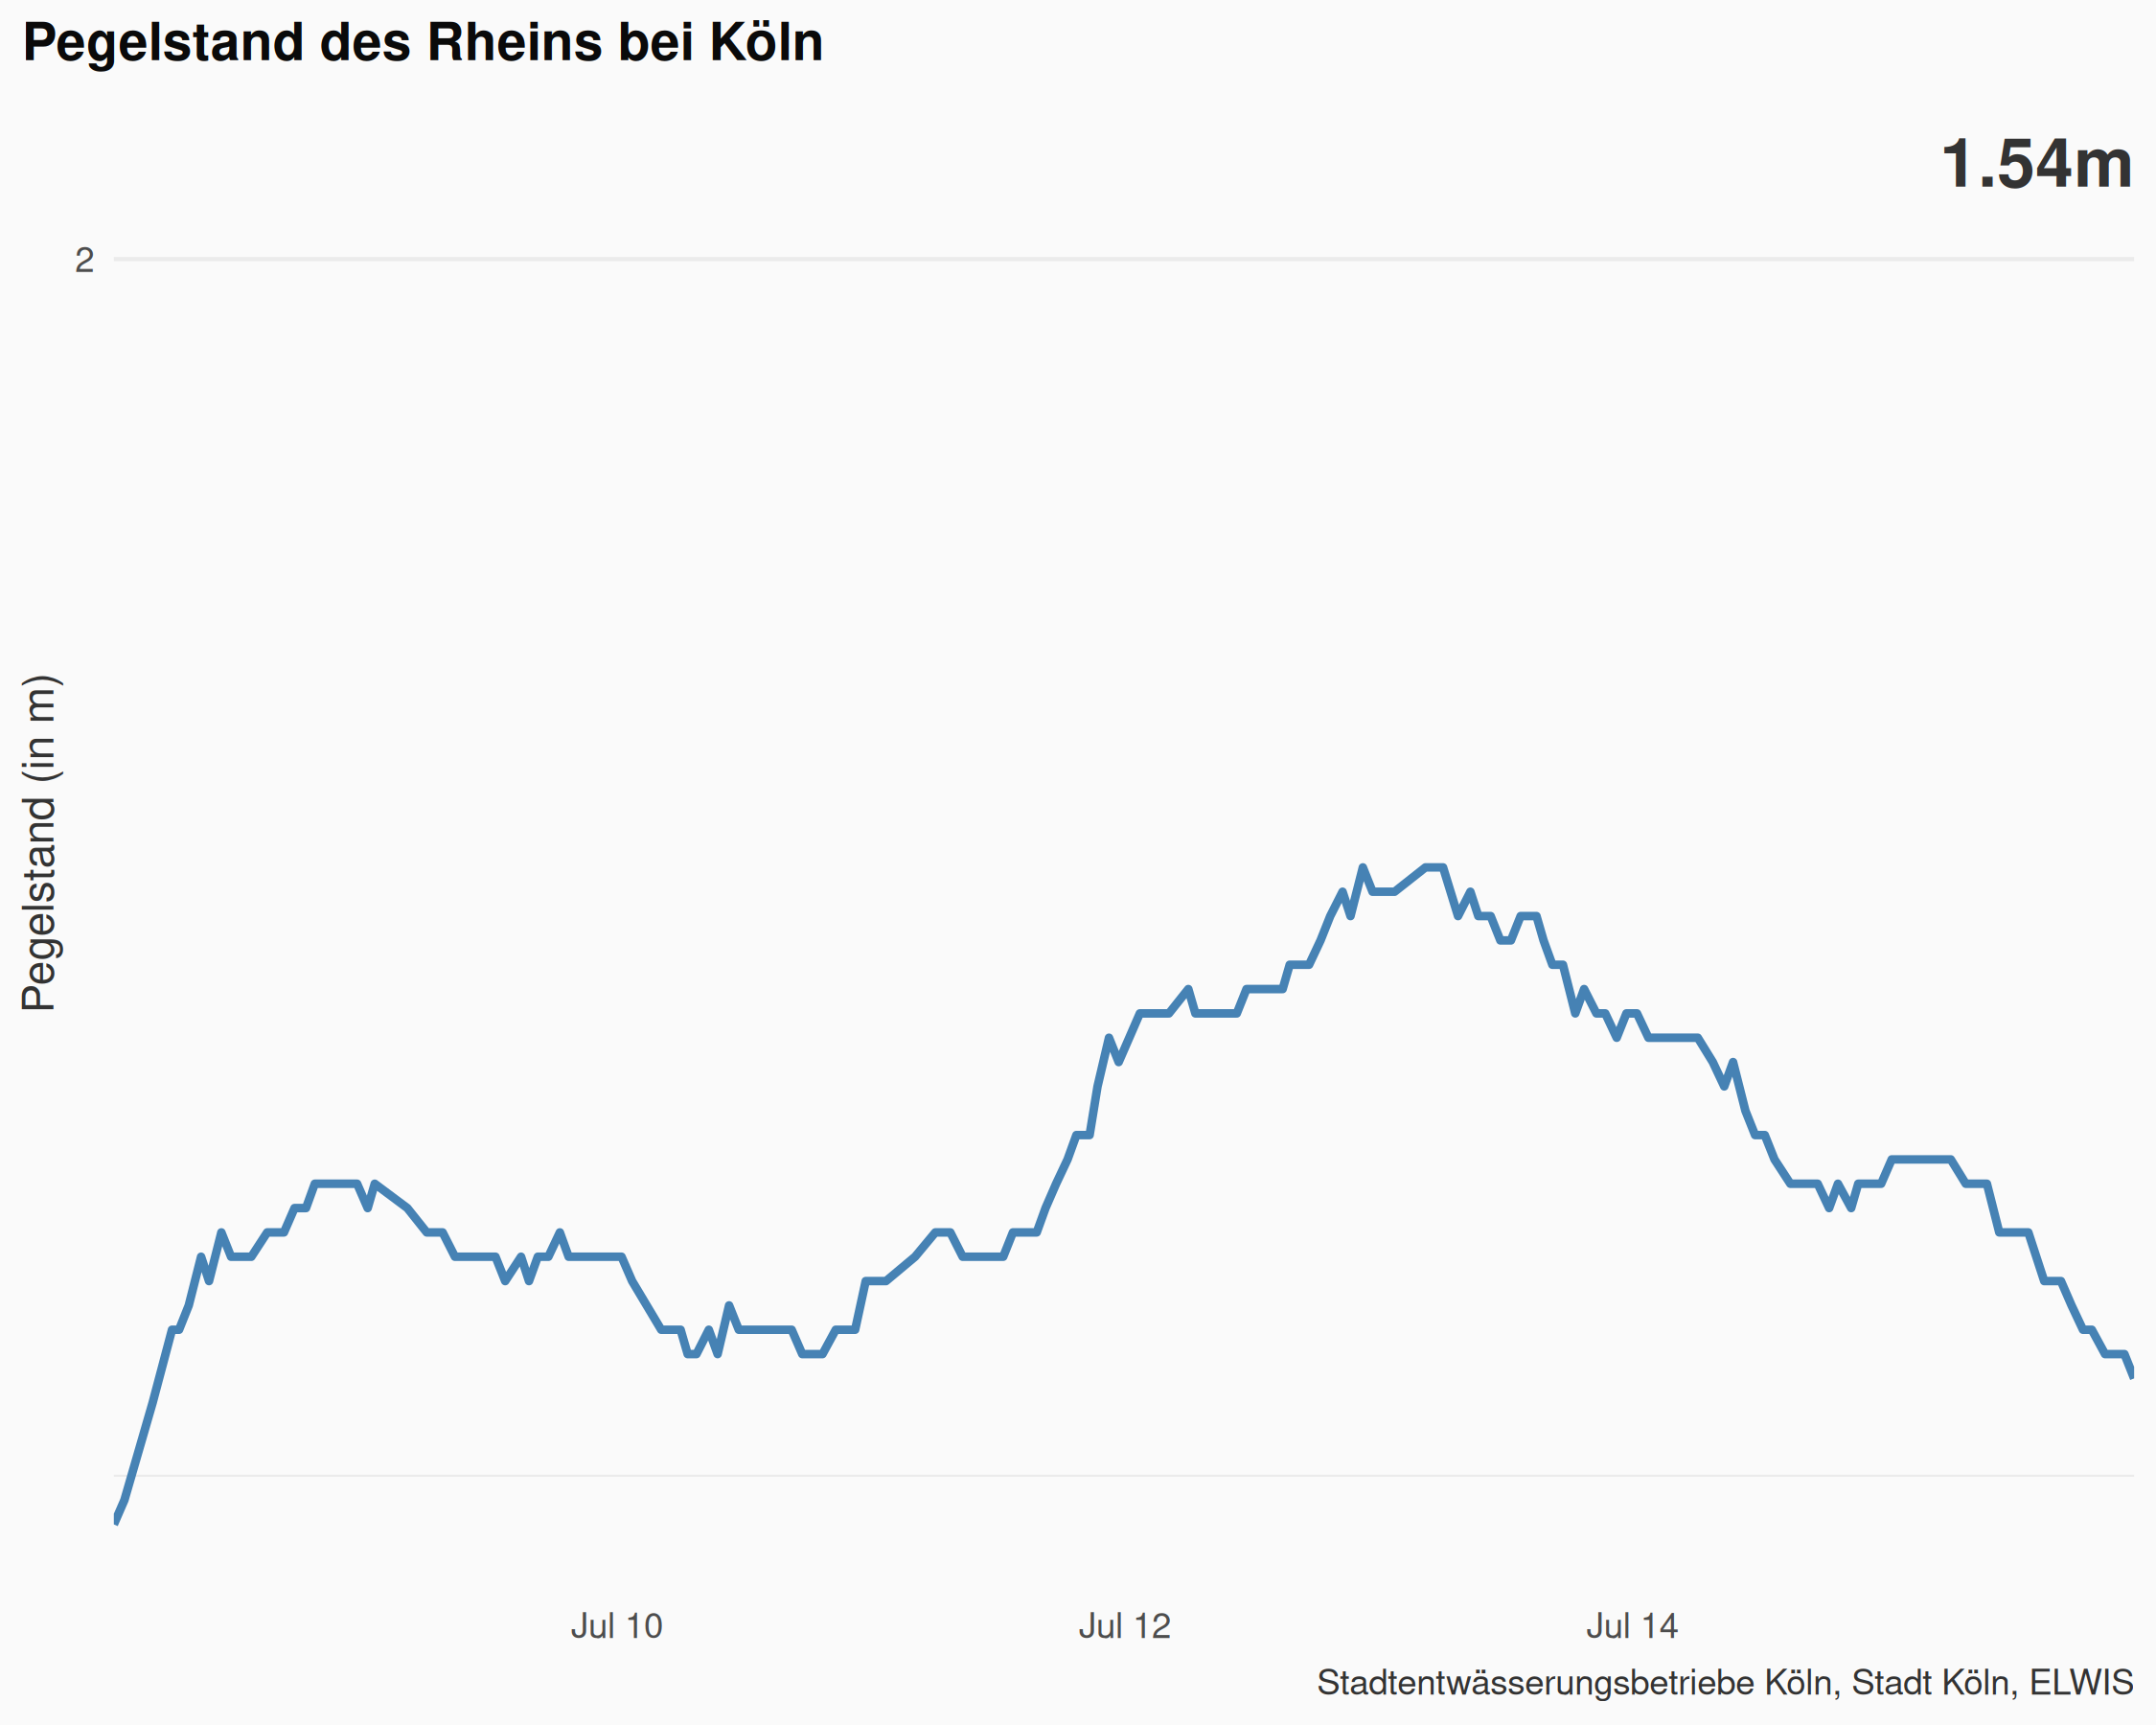 Pegelstand des Rheins bei Köln
1.54m
2
Pegelstand (in m)
Jul 10
Jul 12
Jul 14
Stadtentwässerungsbetriebe Köln, Stadt Köln, ELWIS